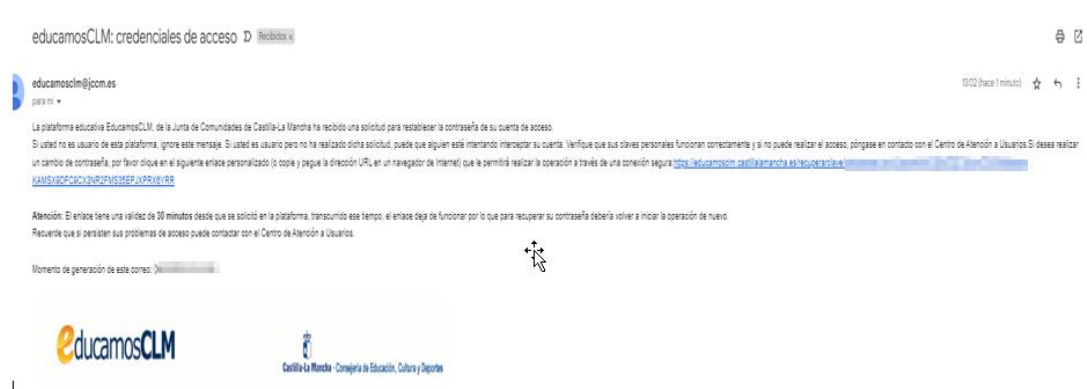 educamosCLM: credenciales de acceso Recibidos x
educamosclm@jccm.es
13:02 (hace 1 minuto)
para mí
La plataforma educativa EducamosCLM, de la Junta de Comunidades de Castilla-La Mancha ha recibido una solicitud para restablecer la contraseña de su cuenta de acceso.
Si usted no es usuario de esta plataforma, ignore este mensaje. Si usted es usuario pero no ha realizado dicha solicitud, puede que alguien esté intentando interceptar su cuenta. Verifique que sus claves personales funcionan correctamente y si no puede realizar el acceso, póngase en contacto con el Centro de Atención a Usuarios.Si desea realizar
un cambio de contraseña, por favor clique en el siguiente enlace personalizado (o copie y pegue la dirección URL en un navegador de Internet) que le permitirá realizar la operación a través de una conexión segura https://educamosclm.castillalamancha.es/recuperarclave/
Atención: El enlace tiene una validez de 30 minutos desde que se solicitó en la plataforma, transcurrido ese tiempo, el enlace deja de funcionar por lo que para recuperar su contraseña debería volver a iniciar la operación de nuevo.
Recuerde que si persisten sus problemas de acceso puede contactar con el Centro de Atención a Usuarios.
Momento de generación de este correo:
educamosCLM
Castilla-La Mancha - Consejería de Educación, Cultura y Deportes